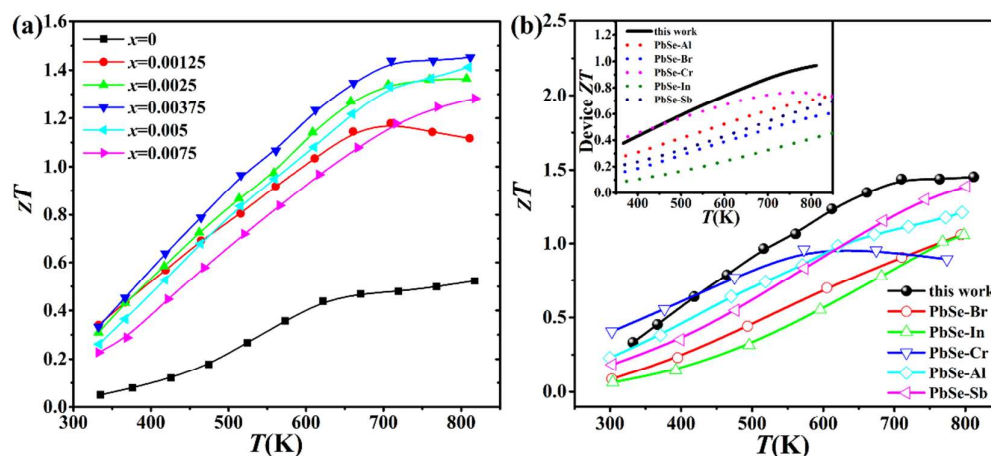 (a)
x=0
x=0.00125
x=0.0025
x=0.00375
x=0.005
x=0.0075
zT
1.6
1.4
1.2
1.0
0.8
0.6
0.4
0.2
0.0
300 400 500 600 700 800
T(K)
(b)
this work
PbSe-Al
PbSe-Br
PbSe-Cr
PbSe-In
PbSe-Sb
Device ZT
1.2
1.0
0.8
0.6
0.4
0.2
0.0
400 500 600 700 800
T(K)
zT
2.5
2.0
1.5
1.0
0.5
0.0
this work
PbSe-Br
PbSe-In
PbSe-Cr
PbSe-Al
PbSe-Sb
300 400 500 600 700 800
T(K)